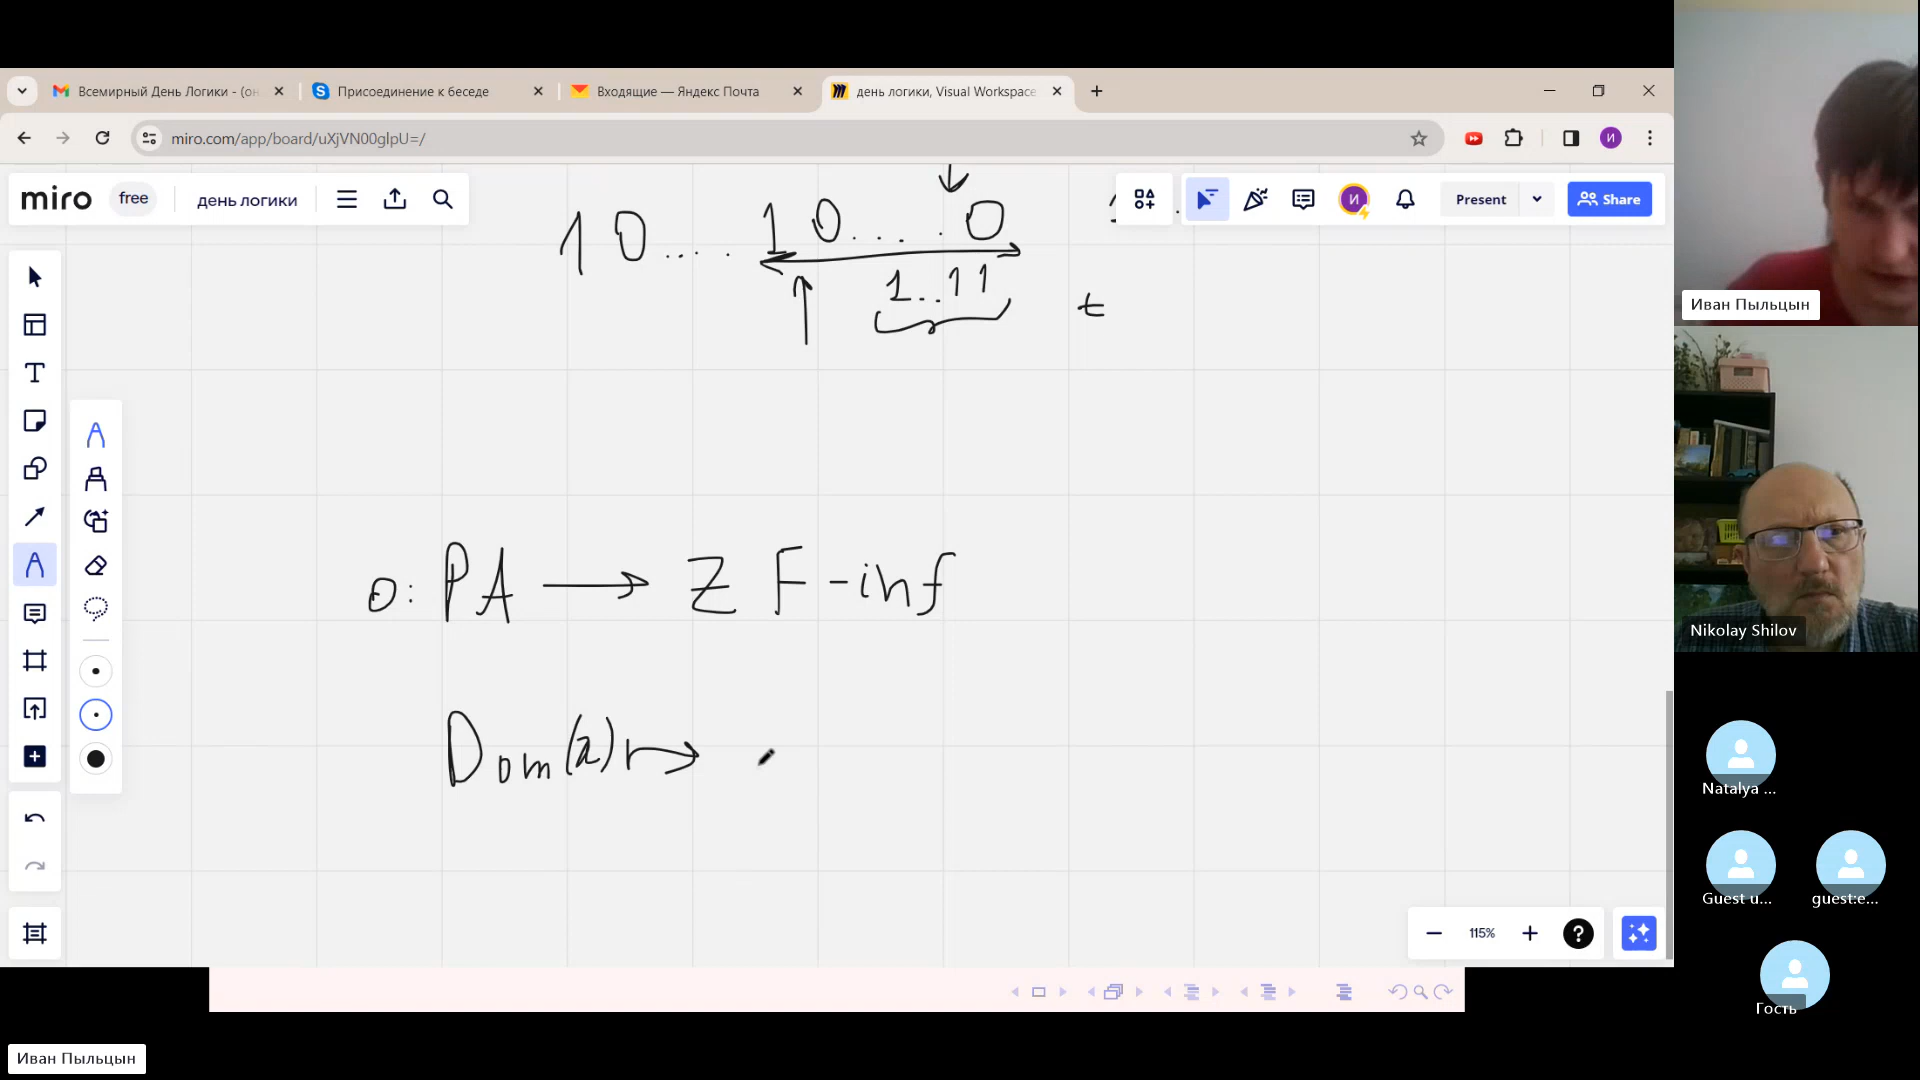 Всемирный День Логики - (он
Присоединение к беседе
Входящие — Яндекс Почта
день логики, Visual Workspace
miro.com/app/board/uXjVN00glpU=/
miro free день логики
Present
Share
1 0 .... 1 0 .... . 0
1 .. 1 1
t
o: PA → ZF-inf
Dom(x) ↦
115%
Иван Пыльцын
Nikolay Shilov
Natalya ...
Guest u...
guest:e...
Гость
Иван Пыльцын